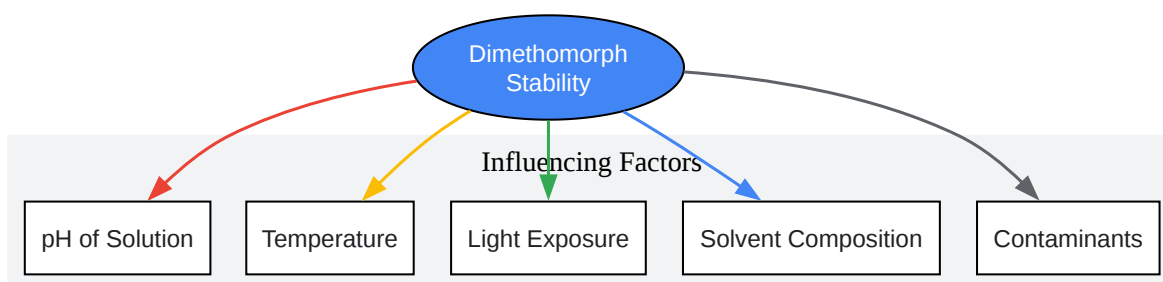 Dimethomorph
Stability
Influencing Factors
pH of Solution
Temperature
Light Exposure
Solvent Composition
Contaminants